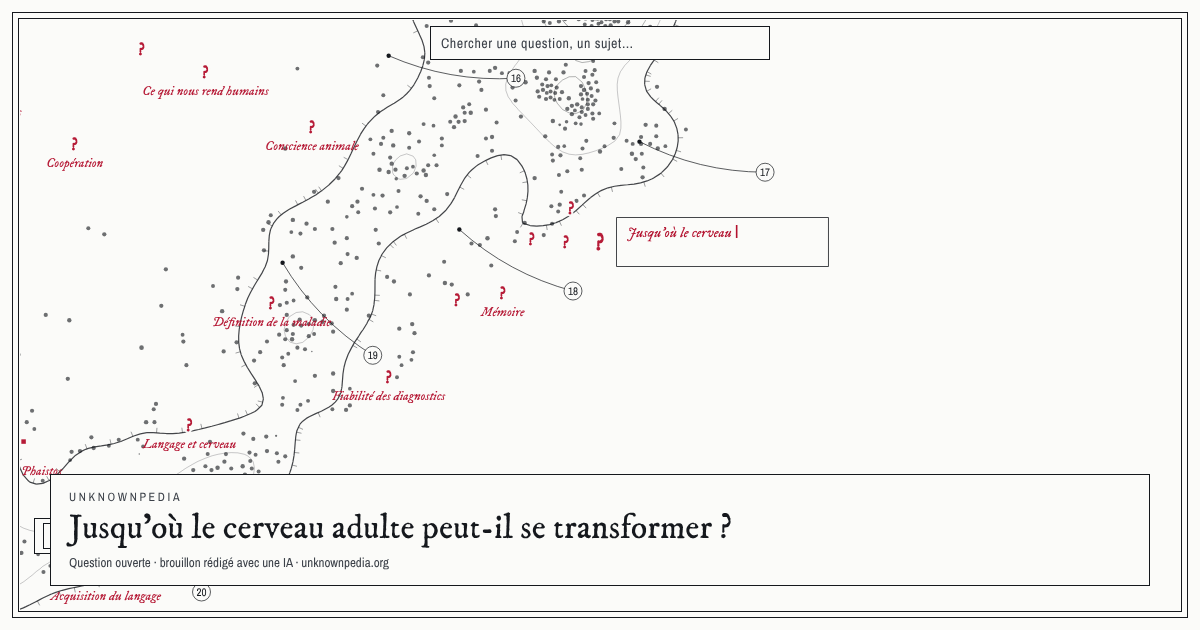 Chercher une question, un sujet...
?
?
Ce qui nous rend humains
16
?
Conscience animale
?
Coopération
17
?
?
?
?
Jusqu'où le cerveau
18
?
?
Mémoire
?
Définition de la maladie
19
?
Fiabilité des diagnostics
?
Langage et cerveau
Phaistos
UNKNOWNPEDIA
Jusqu'où le cerveau adulte peut-il se transformer ?
Question ouverte · brouillon rédigé avec une IA · unknownpedia.org
Acquisition du langage
20